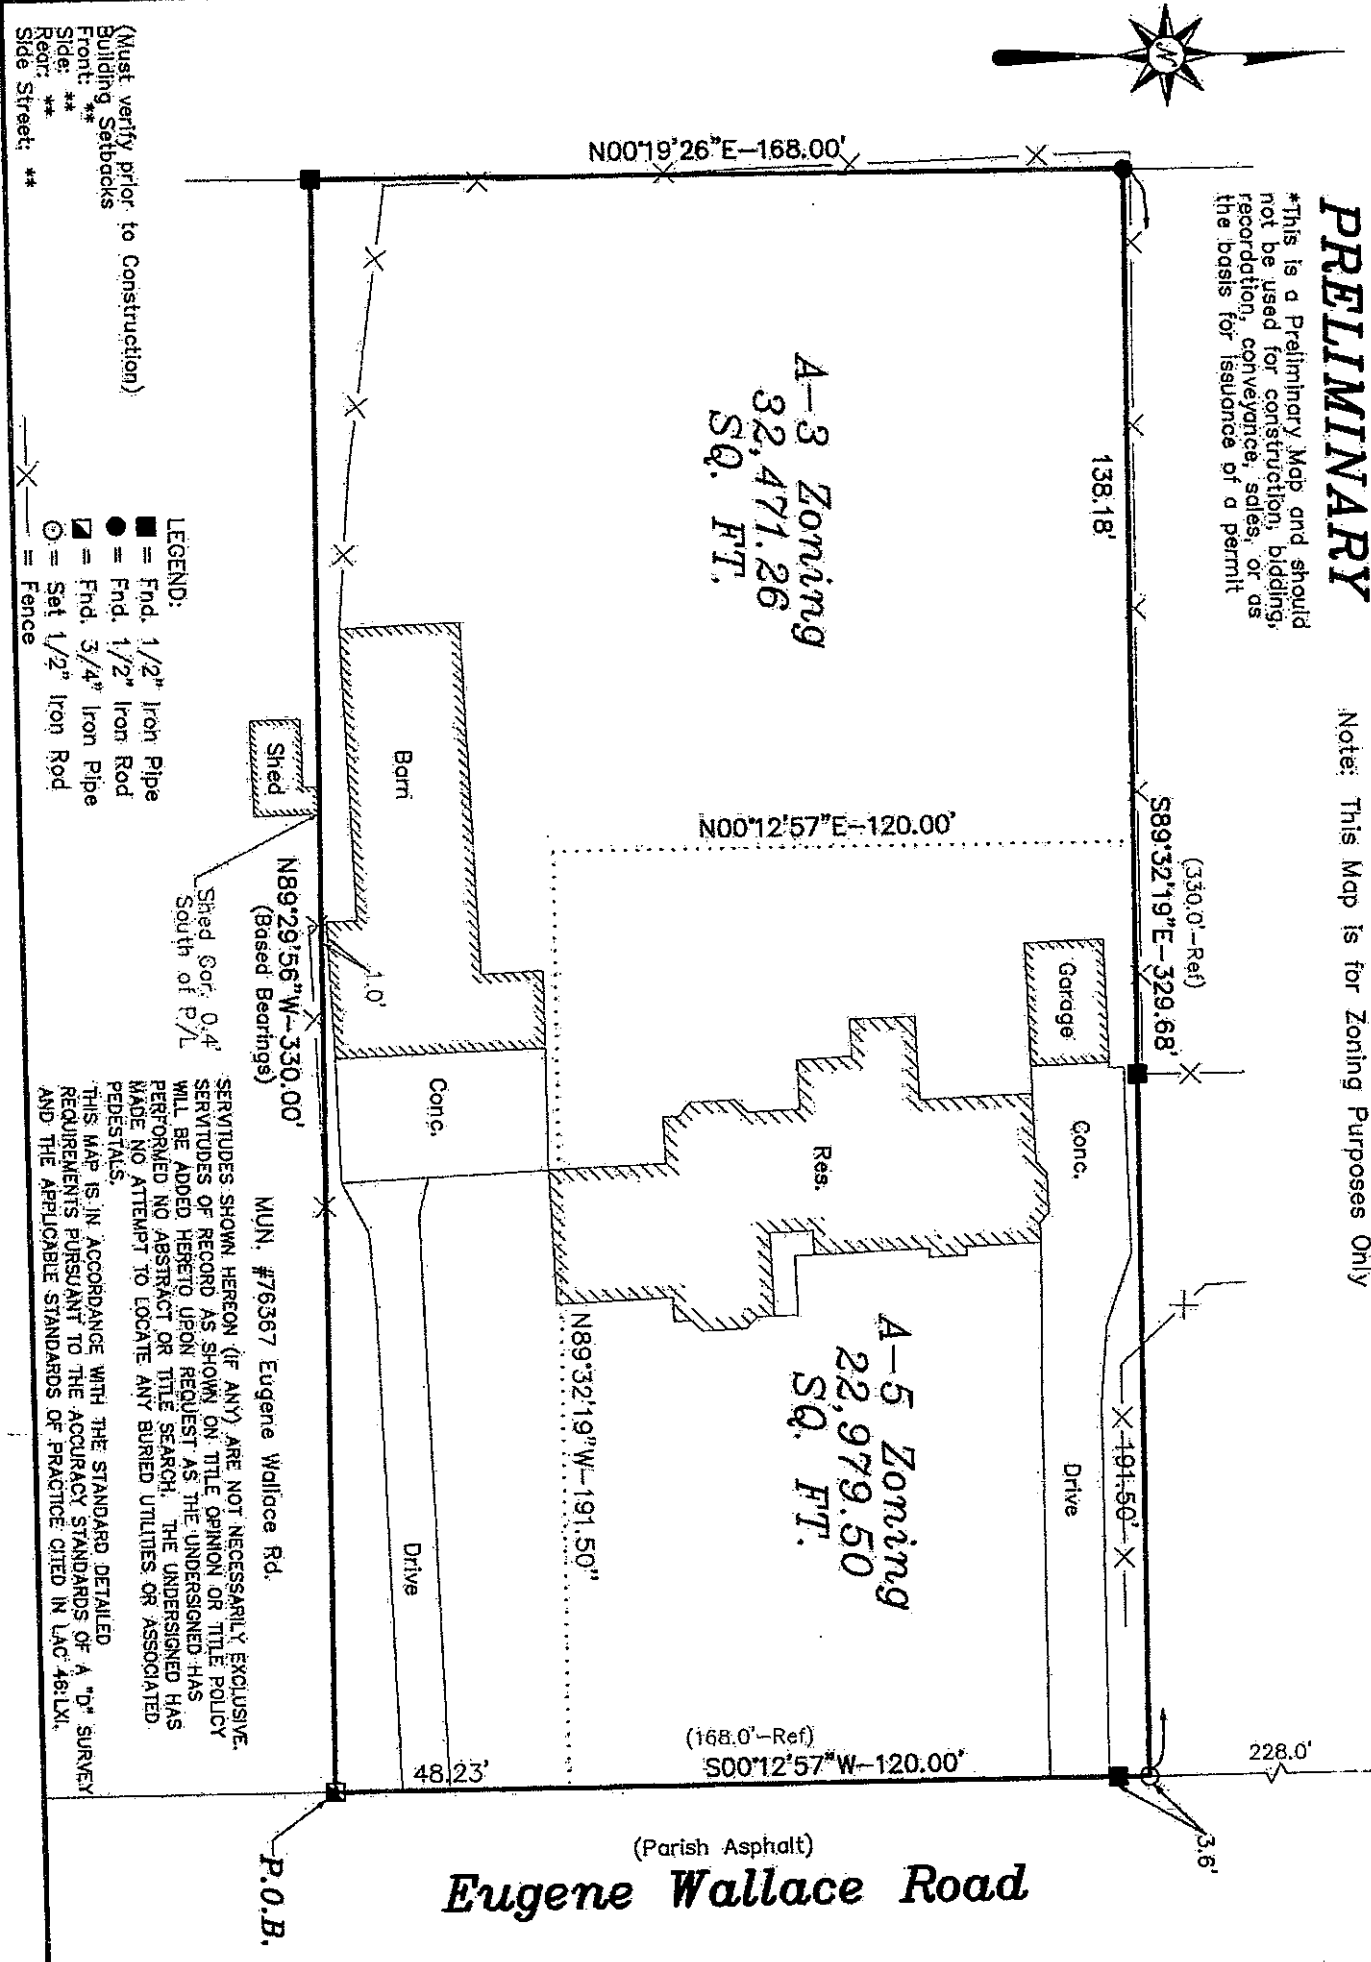 PRELIMINARY
*This is a Preliminary Map and should
not be used for construction, bidding,
recordation, conveyance, sales, or as
the basis for issuance of a permit
Note: This Map is for Zoning Purposes Only
N
N00°19'26"E-168.00'
138.18'
(330.0'-Ref)
S89°32'19"E-329.68'
191.50'
228.0'
3.6'
A-3 Zoning
32,471.26
SQ. FT.
N00°12'57"E-120.00'
Garage
Conc.
Drive
Res.
A-5 Zoning
22,979.50
SQ. FT.
N89°32'19"W-191.50"
(168.0'-Ref)
S00°12'57"W-120.00'
48.23'
Barn
1.0'
Conc.
Drive
Shed
Shed Cor. 0.4'
South of P/L
N89°29'56"W-330.00'
(Based Bearings)
MUN. #76367 Eugene Wallace Rd.
(Parish Asphalt)
Eugene Wallace Road
P.O.B.
(Must verify prior to Construction)
Building Setbacks
Front: **
Side: **
Rear: **
Side Street: **
LEGEND:
= Fnd. 1/2" Iron Pipe
= Fnd. 1/2" Iron Rod
= Fnd. 3/4" Iron Pipe
= Set 1/2" Iron Rod
= Fence
SERVITUDES SHOWN HEREON (IF ANY) ARE NOT NECESSARILY EXCLUSIVE.
SERVITUDES OF RECORD AS SHOWN ON TITLE OPINION OR TITLE POLICY
WILL BE ADDED HERETO UPON REQUEST AS THE UNDERSIGNED HAS
PERFORMED NO ABSTRACT OR TITLE SEARCH. THE UNDERSIGNED HAS
MADE NO ATTEMPT TO LOCATE ANY BURIED UTILITIES OR ASSOCIATED
PEDESTALS.
THIS MAP IS IN ACCORDANCE WITH THE STANDARD DETAILED
REQUIREMENTS PURSUANT TO THE ACCURACY STANDARDS OF A "D" SURVEY
AND THE APPLICABLE STANDARDS OF PRACTICE CITED IN LAC 46:LXI.